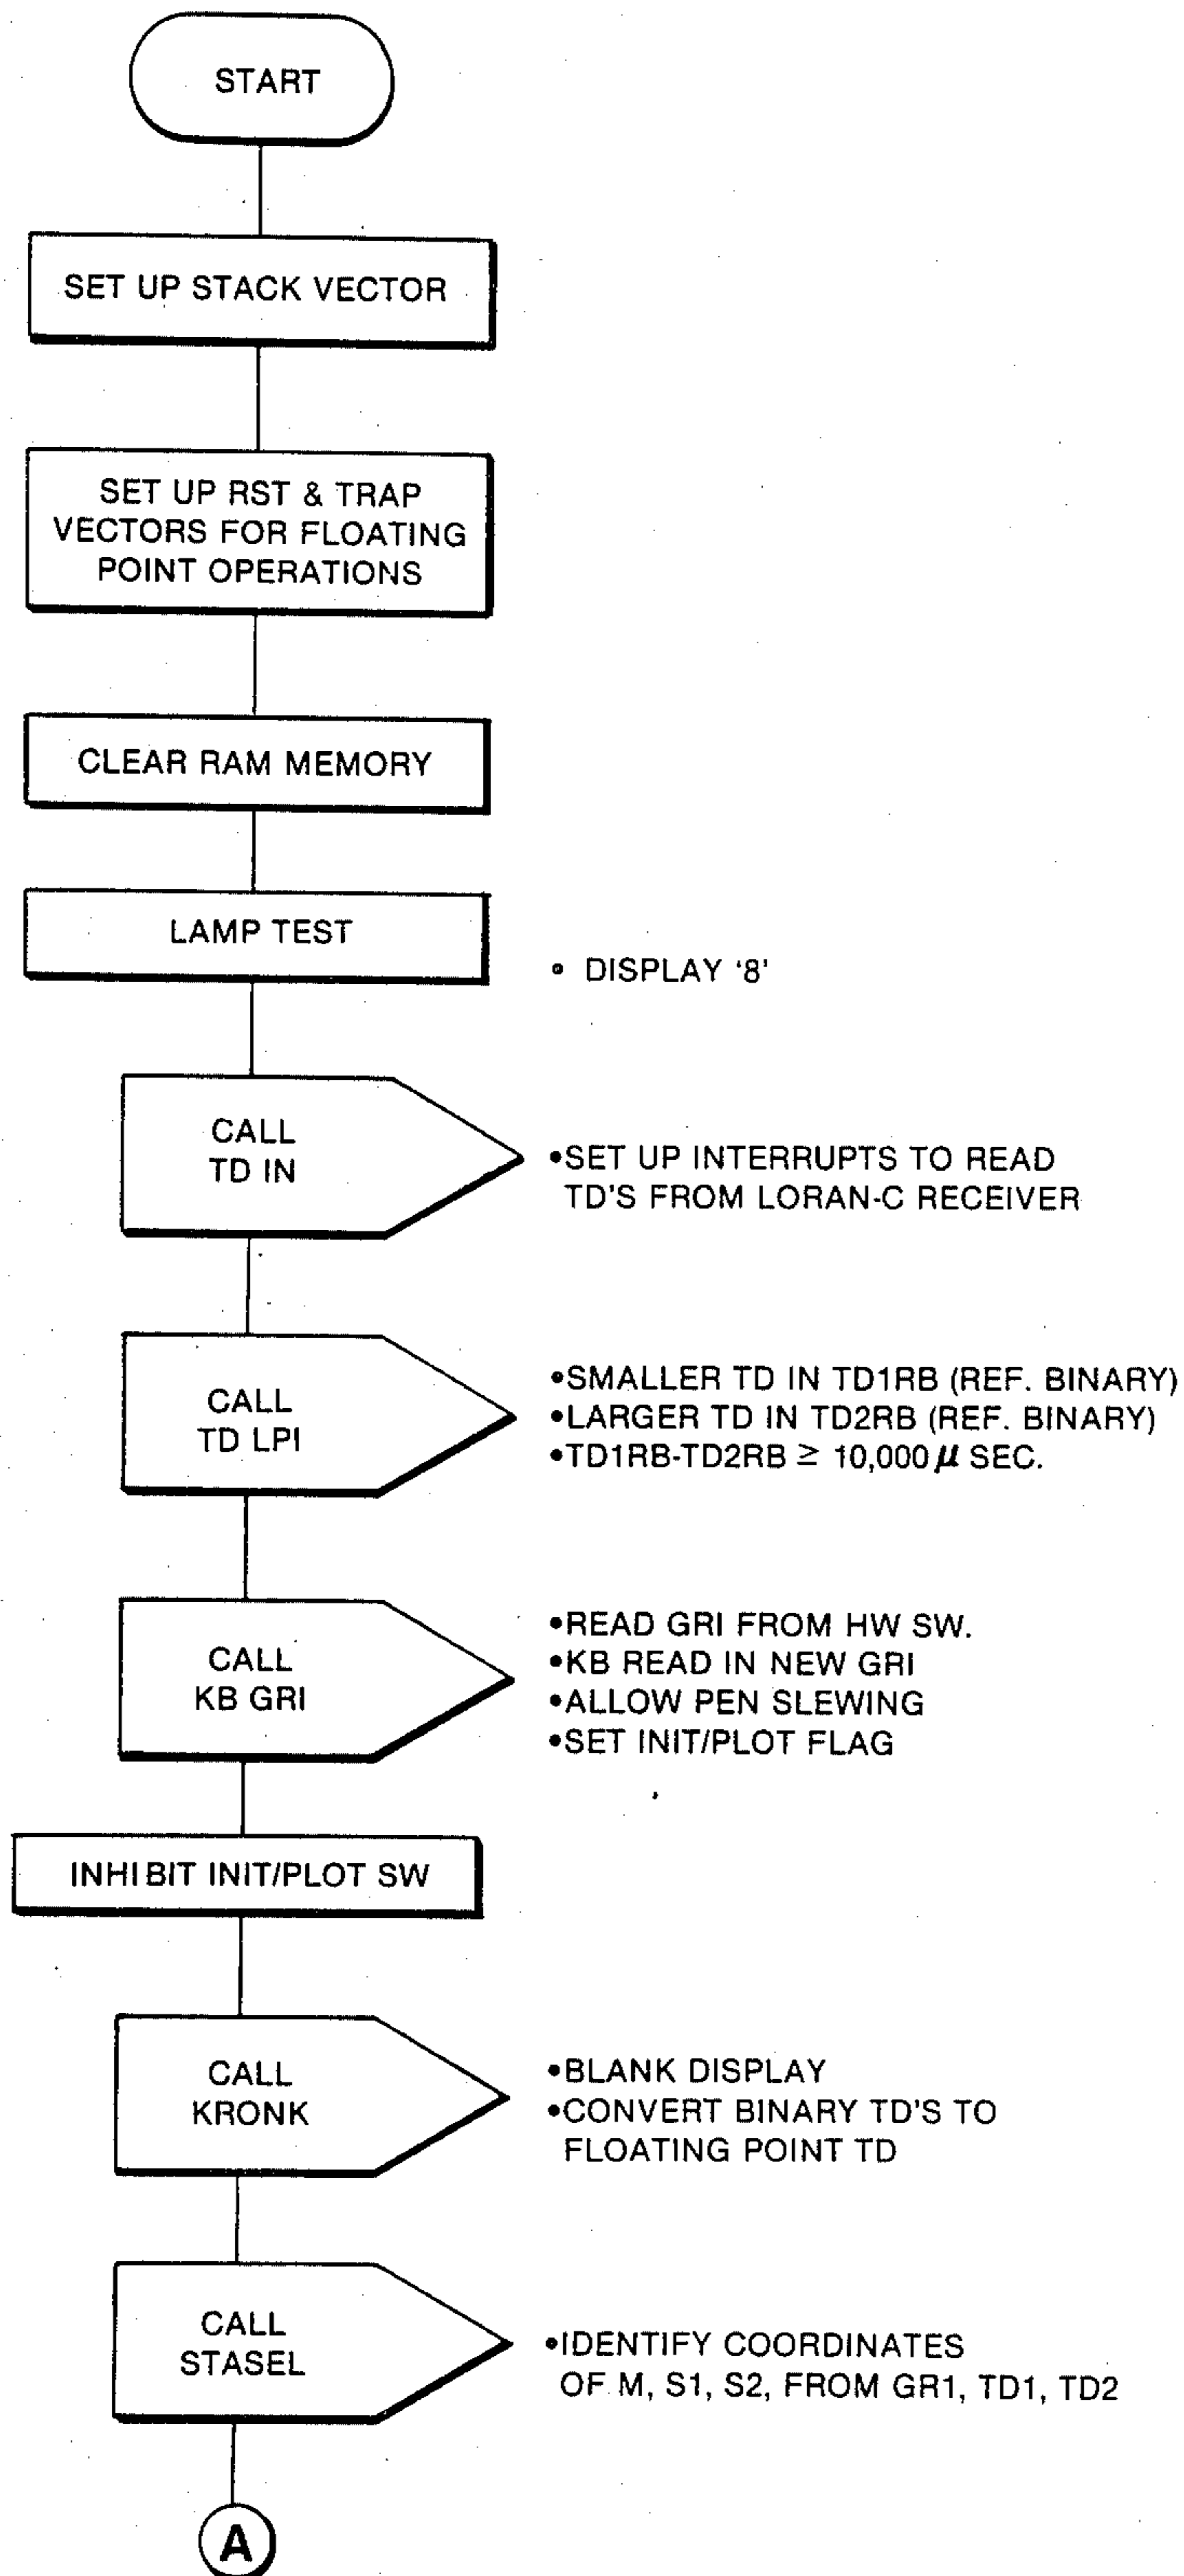 START
SET UP STACK VECTOR
SET UP RST & TRAP
VECTORS FOR FLOATING
POINT OPERATIONS
CLEAR RAM MEMORY
LAMP TEST
• DISPLAY ‘8’
CALL
TD IN
•SET UP INTERRUPTS TO READ
TD'S FROM LORAN-C RECEIVER
CALL
TD LPI
•SMALLER TD IN TD1RB (REF. BINARY)
•LARGER TD IN TD2RB (REF. BINARY)
•TD1RB-TD2RB ≥ 10,000 μ SEC.
CALL
KB GRI
•READ GRI FROM HW SW.
•KB READ IN NEW GRI
•ALLOW PEN SLEWING
•SET INIT/PLOT FLAG
INHIBIT INIT/PLOT SW
CALL
KRONK
•BLANK DISPLAY
•CONVERT BINARY TD'S TO
FLOATING POINT TD
CALL
STASEL
•IDENTIFY COORDINATES
OF M, S1, S2, FROM GR1, TD1, TD2
A